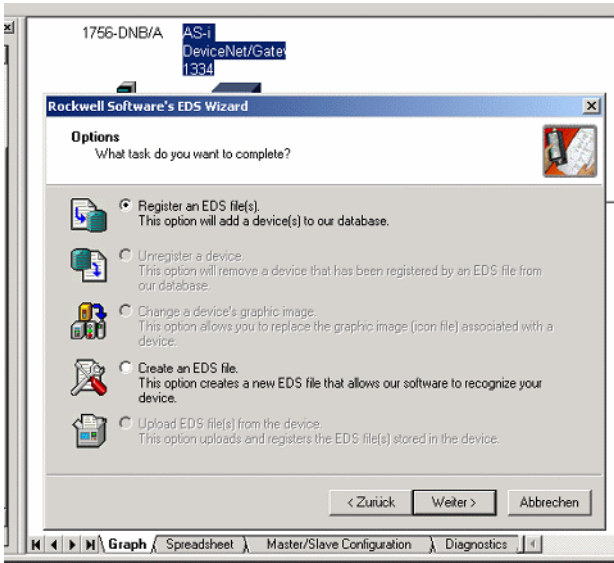 1756-DNB/A
AS-i
DeviceNet/Gate
1334
Rockwell Software's EDS Wizard
Options
What task do you want to complete?
Register an EDS file(s).
This option will add a device(s) to our database.
Unregister a device.
This option will remove a device that has been registered by an EDS file from
our database.
Change a device's graphic image.
This option allows you to replace the graphic image (icon file) associated with a
device.
Create an EDS file.
This option creates a new EDS file that allows our software to recognize your
device.
Upload EDS file(s) from the device.
This option uploads and registers the EDS file(s) stored in the device.
< Zurück Weiter > Abbrechen
Graph Spreadsheet Master/Slave Configuration Diagnostics